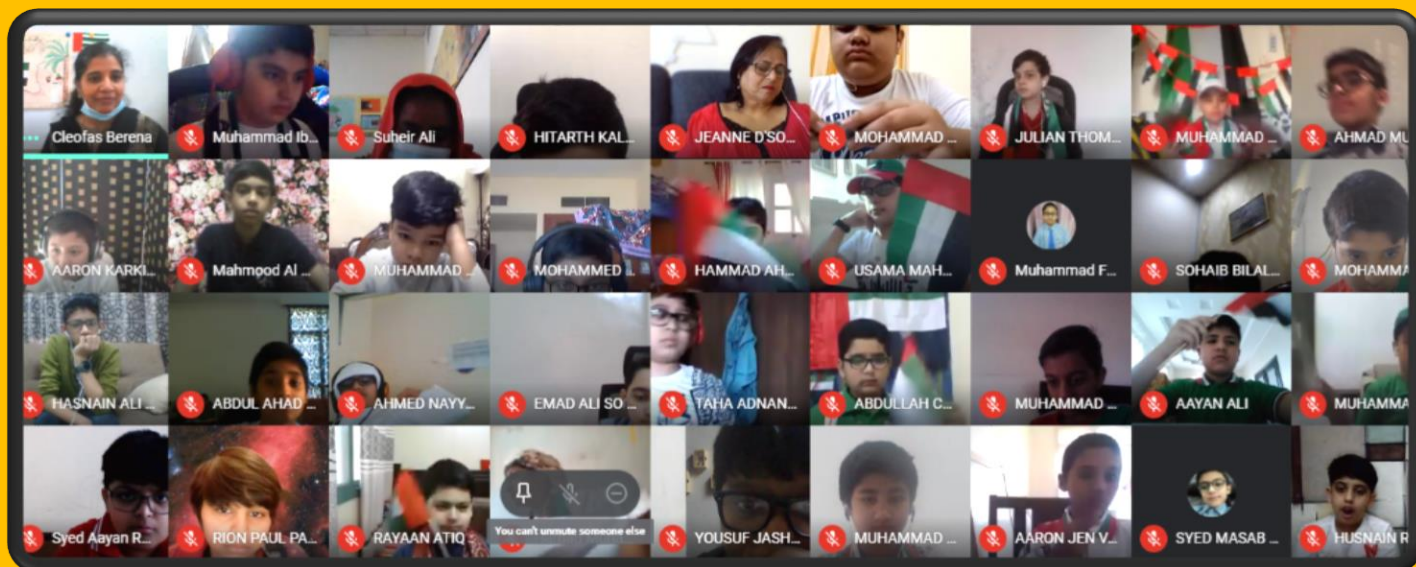 Cleofas Berena
Muhammad Ib...
Suheir Ali
HITARTH KAL...
JEANNE D'SO...
MOHAMMAD ...
JULIAN THOM...
MUHAMMAD ...
AHMAD MU
AARON KARKI...
Mahmood Al ...
MUHAMMAD ...
MOHAMMED ...
HAMMAD AH...
USAMA MAH...
Muhammad F...
SOHAIB BILAL...
MOHAMMA
HASNAIN ALI ...
ABDUL AHAD ...
AHMED NAYY...
EMAD ALI SO ...
TAHA ADNAN...
ABDULLAH C...
MUHAMMAD ...
AAYAN ALI
MUHAMMA
Syed Aayan R...
RION PAUL PA...
RAYAAN ATIQ
You can't unmute someone else
YOUSUF JASH...
MUHAMMAD ...
AARON JEN V...
SYED MASAB ...
HUSNAIN R